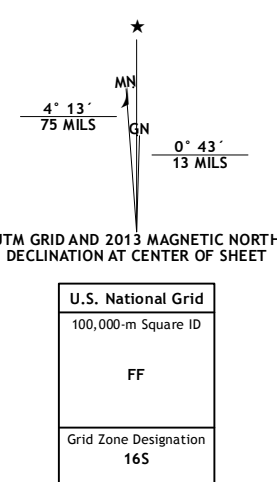 MN
4° 13´
75 MILS
GN
0° 43´
13 MILS
UTM GRID AND 2013 MAGNETIC NORTH
DECLINATION AT CENTER OF SHEET
U.S. National Grid
100,000-m Square ID
FF
Grid Zone Designation
16S